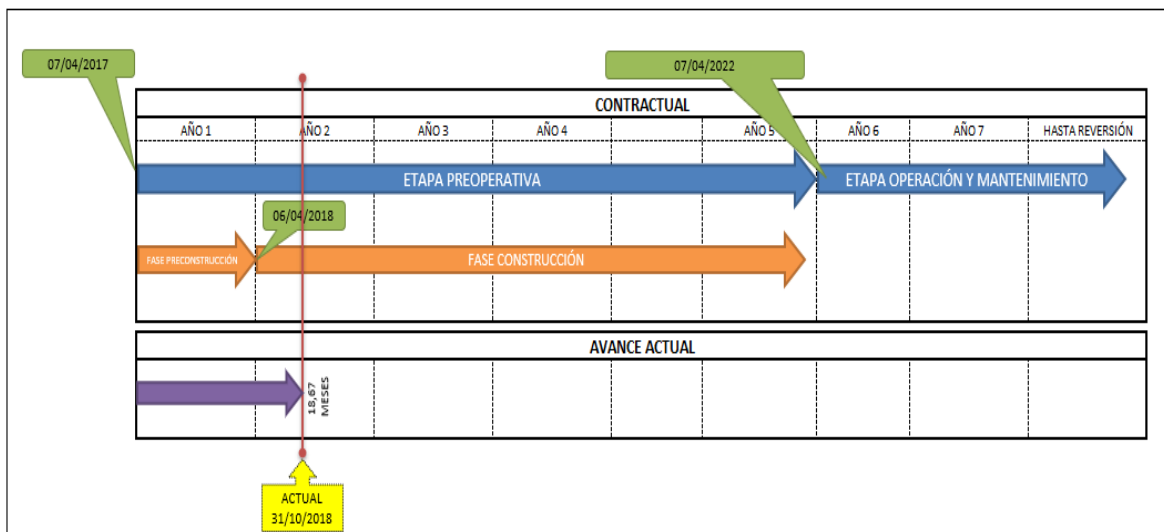 07/04/2017
07/04/2022
CONTRACTUAL
AÑO 1
AÑO 2
AÑO 3
AÑO 4
AÑO 5
AÑO 6
AÑO 7
HASTA REVERSIÓN
ETAPA PREOPERATIVA
ETAPA OPERACIÓN Y MANTENIMIENTO
06/04/2018
FASE PRECONSTRUCCIÓN
FASE CONSTRUCCIÓN
AVANCE ACTUAL
18,67
MESES
ACTUAL
31/10/2018